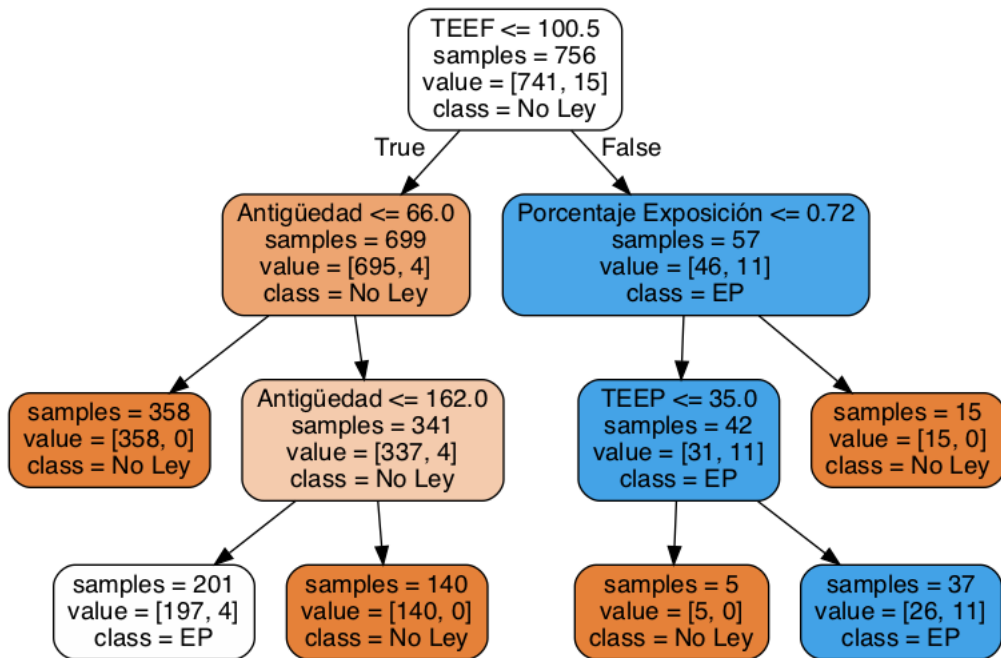 TEEF <= 100.5
samples = 756
value = [741, 15]
class = No Ley
True
False
Antigüedad <= 66.0
samples = 699
value = [695, 4]
class = No Ley
Porcentaje Exposición <= 0.72
samples = 57
value = [46, 11]
class = EP
samples = 358
value = [358, 0]
class = No Ley
Antigüedad <= 162.0
samples = 341
value = [337, 4]
class = No Ley
TEEP <= 35.0
samples = 42
value = [31, 11]
class = EP
samples = 15
value = [15, 0]
class = No Ley
samples = 201
value = [197, 4]
class = EP
samples = 140
value = [140, 0]
class = No Ley
samples = 5
value = [5, 0]
class = No Ley
samples = 37
value = [26, 11]
class = EP